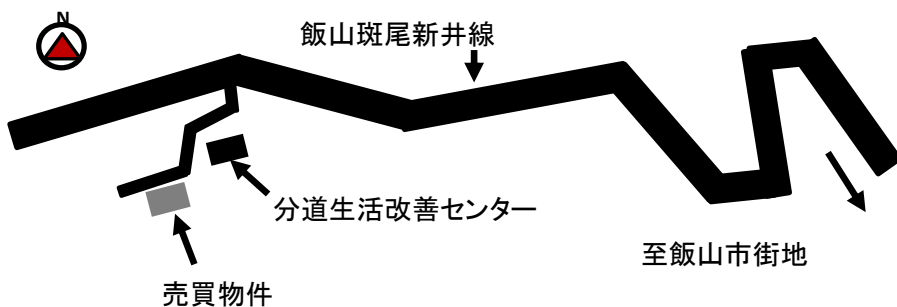 N
飯山斑尾新井線
分道生活改善センター
至飯山市街地
売買物件